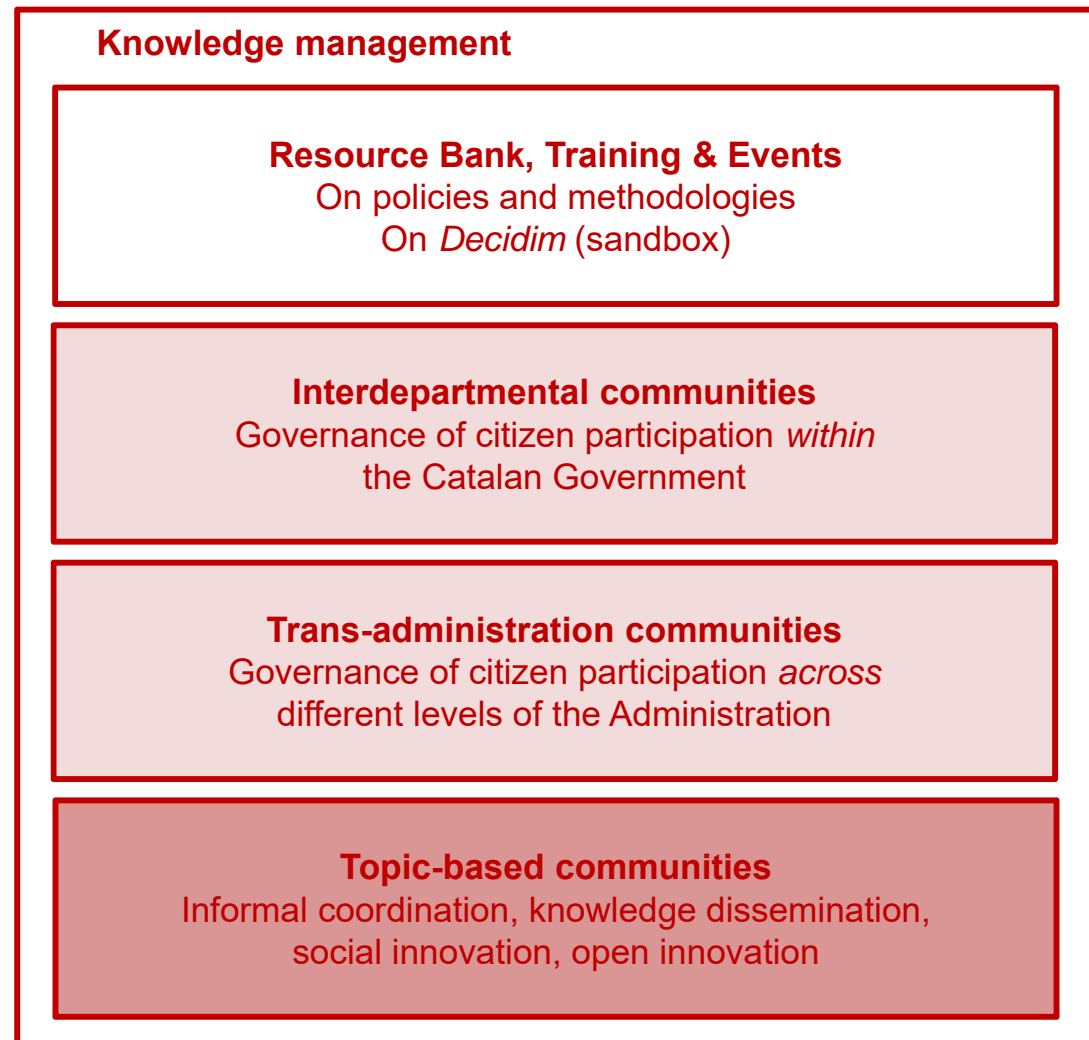 Knowledge management
Resource Bank, Training & Events
On policies and methodologies
On Decidim (sandbox)
Interdepartmental communities
Governance of citizen participation within
the Catalan Government
Trans-administration communities
Governance of citizen participation across
different levels of the Administration
Topic-based communities
Informal coordination, knowledge dissemination,
social innovation, open innovation